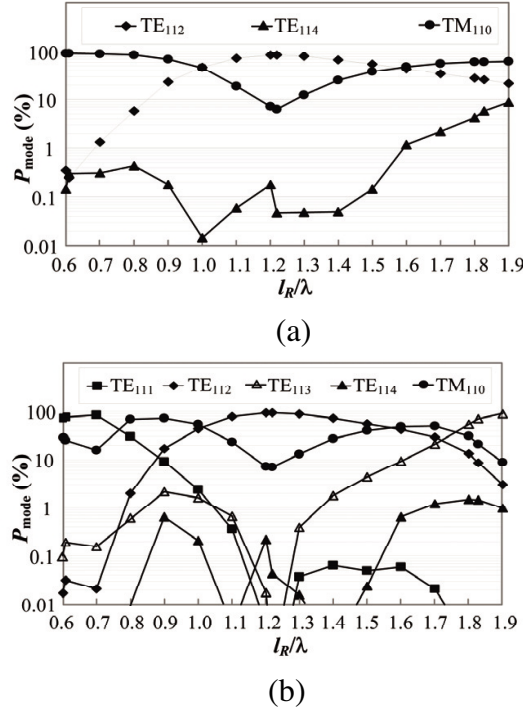 TE₁₁₂ TE₁₁₄ TM₁₁₀
100
10
1
0.1
0.01
P_mode (%)
0.6 0.7 0.8 0.9 1.0 1.1 1.2 1.3 1.4 1.5 1.6 1.7 1.8 1.9
l_R/λ
(a)
TE₁₁₁ TE₁₁₂ TE₁₁₃ TE₁₁₄ TM₁₁₀
100
10
1
0.1
0.01
P_mode (%)
0.6 0.7 0.8 0.9 1.0 1.1 1.2 1.3 1.4 1.5 1.6 1.7 1.8 1.9
l_R/λ
(b)